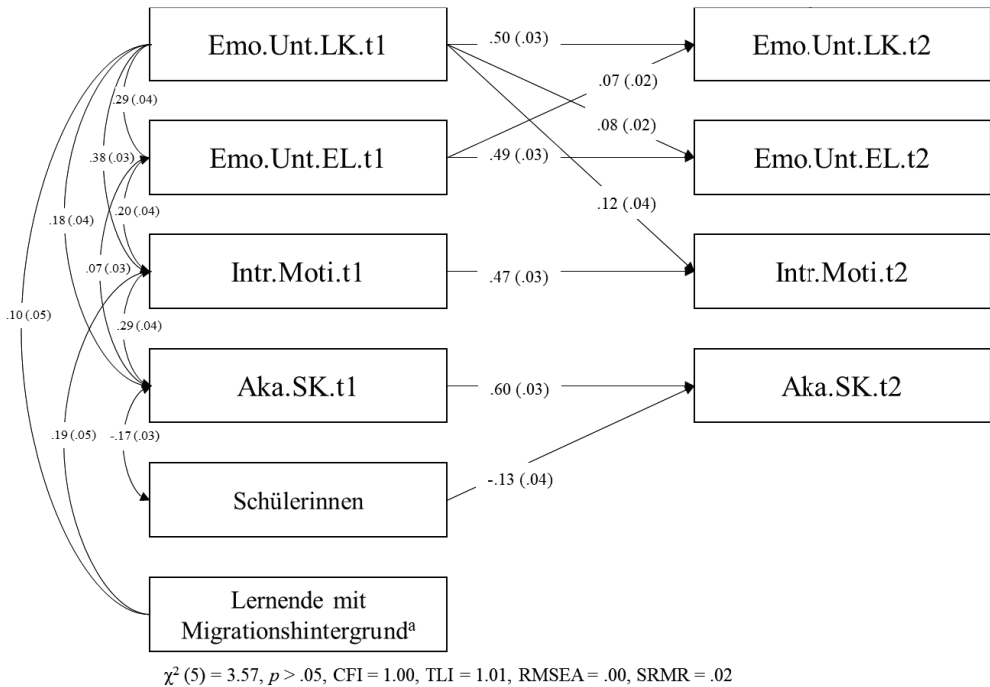 Emo.Unt.LK.t1
.50 (.03)
Emo.Unt.LK.t2
.07 (.02)
.29 (.04)
.08 (.02)
Emo.Unt.EL.t1
.49 (.03)
Emo.Unt.EL.t2
.38 (.03)
.20 (.04)
.12 (.04)
.18 (.04)
Intr.Moti.t1
.47 (.03)
Intr.Moti.t2
.07 (.03)
.10 (.05)
.29 (.04)
Aka.SK.t1
.60 (.03)
Aka.SK.t2
.19 (.05)
-.17 (.03)
-.13 (.04)
Schülerinnen
Lernende mit
Migrationshintergrundᵃ
χ² (5) = 3.57, p > .05, CFI = 1.00, TLI = 1.01, RMSEA = .00, SRMR = .02